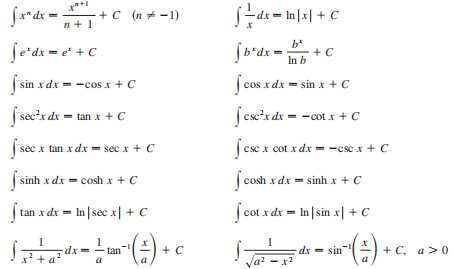 ∫ xⁿ dx = xⁿ⁺¹/(n + 1) + C (n ≠ −1) ∫ 1/x dx = ln|x| + C
∫ eˣ dx = eˣ + C ∫ bˣ dx = bˣ/ln b + C
∫ sin x dx = −cos x + C ∫ cos x dx = sin x + C
∫ sec²x dx = tan x + C ∫ csc²x dx = −cot x + C
∫ sec x tan x dx = sec x + C ∫ csc x cot x dx = −csc x + C
∫ sinh x dx = cosh x + C ∫ cosh x dx = sinh x + C
∫ tan x dx = ln|sec x| + C ∫ cot x dx = ln|sin x| + C
∫ 1/(x² + a²) dx = 1/a tan⁻¹(x/a) + C ∫ 1/√(a² − x²) dx = sin⁻¹(x/a) + C, a > 0